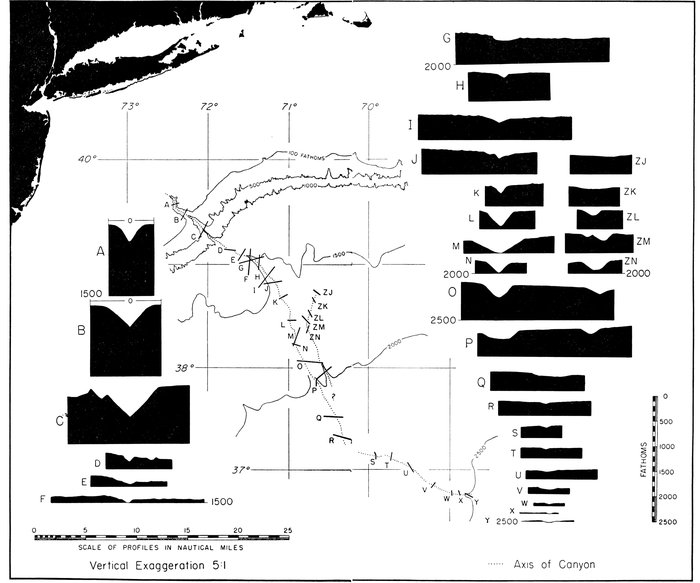 G
2000
H
73°
72°
71°
70°
I
40°
100 FATHOMS
J
ZJ
500
1000
K
ZK
A
B
L
ZL
0
C
D
1500
M
ZM
E
G
F
H
N
ZN
A
I
J
2000
2000
K
ZJ
O
ZK
1500
0
L
ZL
ZM
2500
M
ZN
N
2000
P
B
38°
O
P
?
Q
C
Q
R
0
R
S
500
D
37°
2500
T
1000
E
S
T
U
U
1500
F
1500
V
W
X
Y
V
W
2000
X
Y
2500
2500
FATHOMS
0
5
10
15
20
25
SCALE OF PROFILES IN NAUTICAL MILES
Vertical Exaggeration 5:1
Axis of Canyon